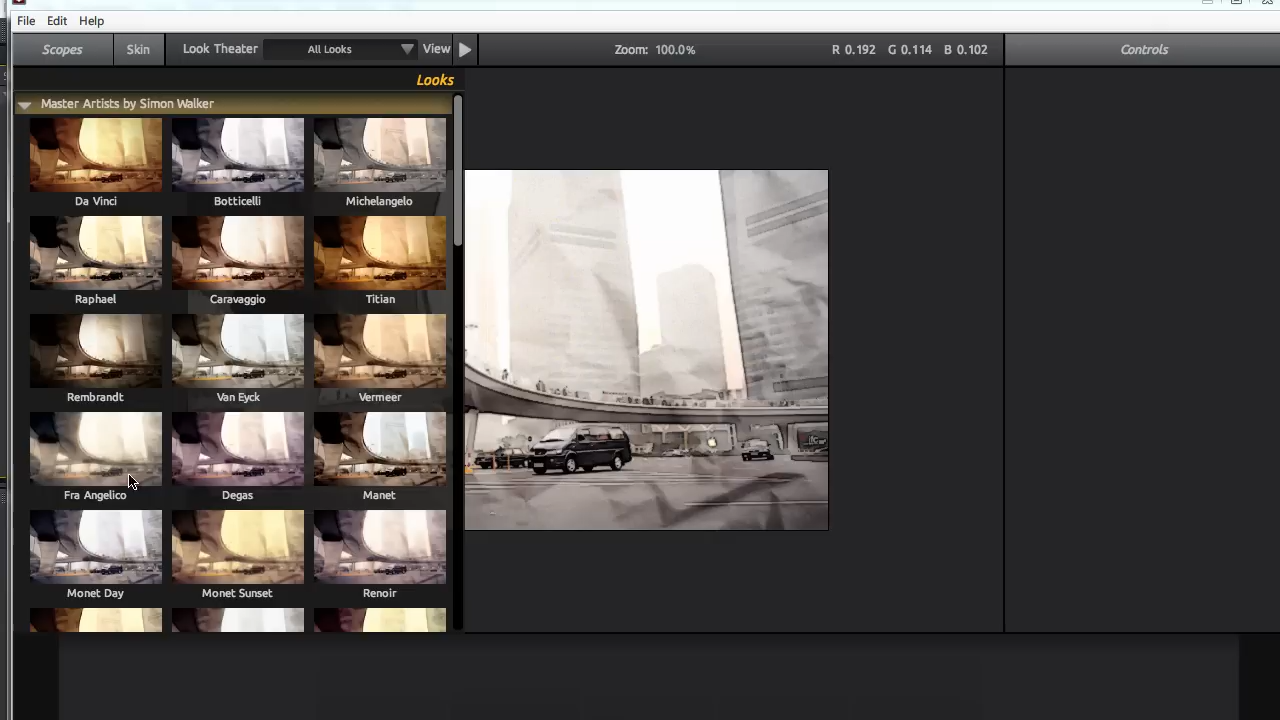 File Edit Help
Scopes Skin Look Theater All Looks View Zoom: 100.0% R 0.192 G 0.114 B 0.102 Controls
Looks
Master Artists by Simon Walker
Da Vinci Botticelli Michelangelo
Raphael Caravaggio Titian
Rembrandt Van Eyck Vermeer
Fra Angelico Degas Manet
Monet Day Monet Sunset Renoir